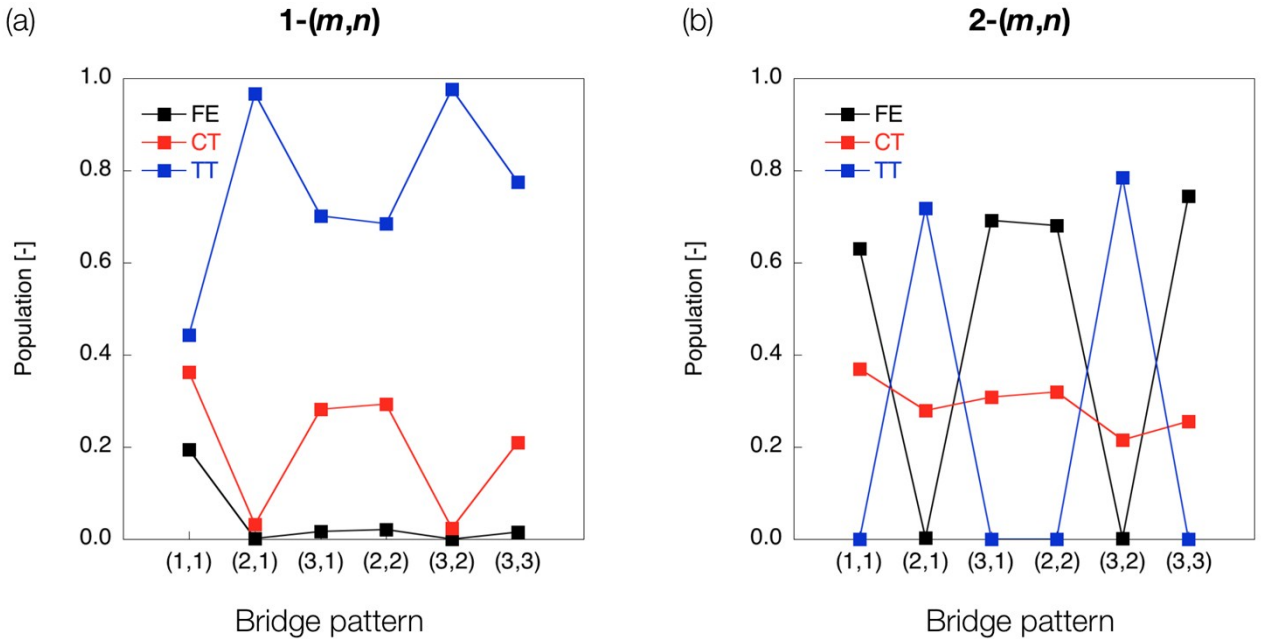 (a)
1-(m,n)
Population [-]
1.0
0.8
0.6
0.4
0.2
0.0
FE
CT
TT
(1,1) (2,1) (3,1) (2,2) (3,2) (3,3)
Bridge pattern
(b)
2-(m,n)
Population [-]
1.0
0.8
0.6
0.4
0.2
0.0
FE
CT
TT
(1,1) (2,1) (3,1) (2,2) (3,2) (3,3)
Bridge pattern